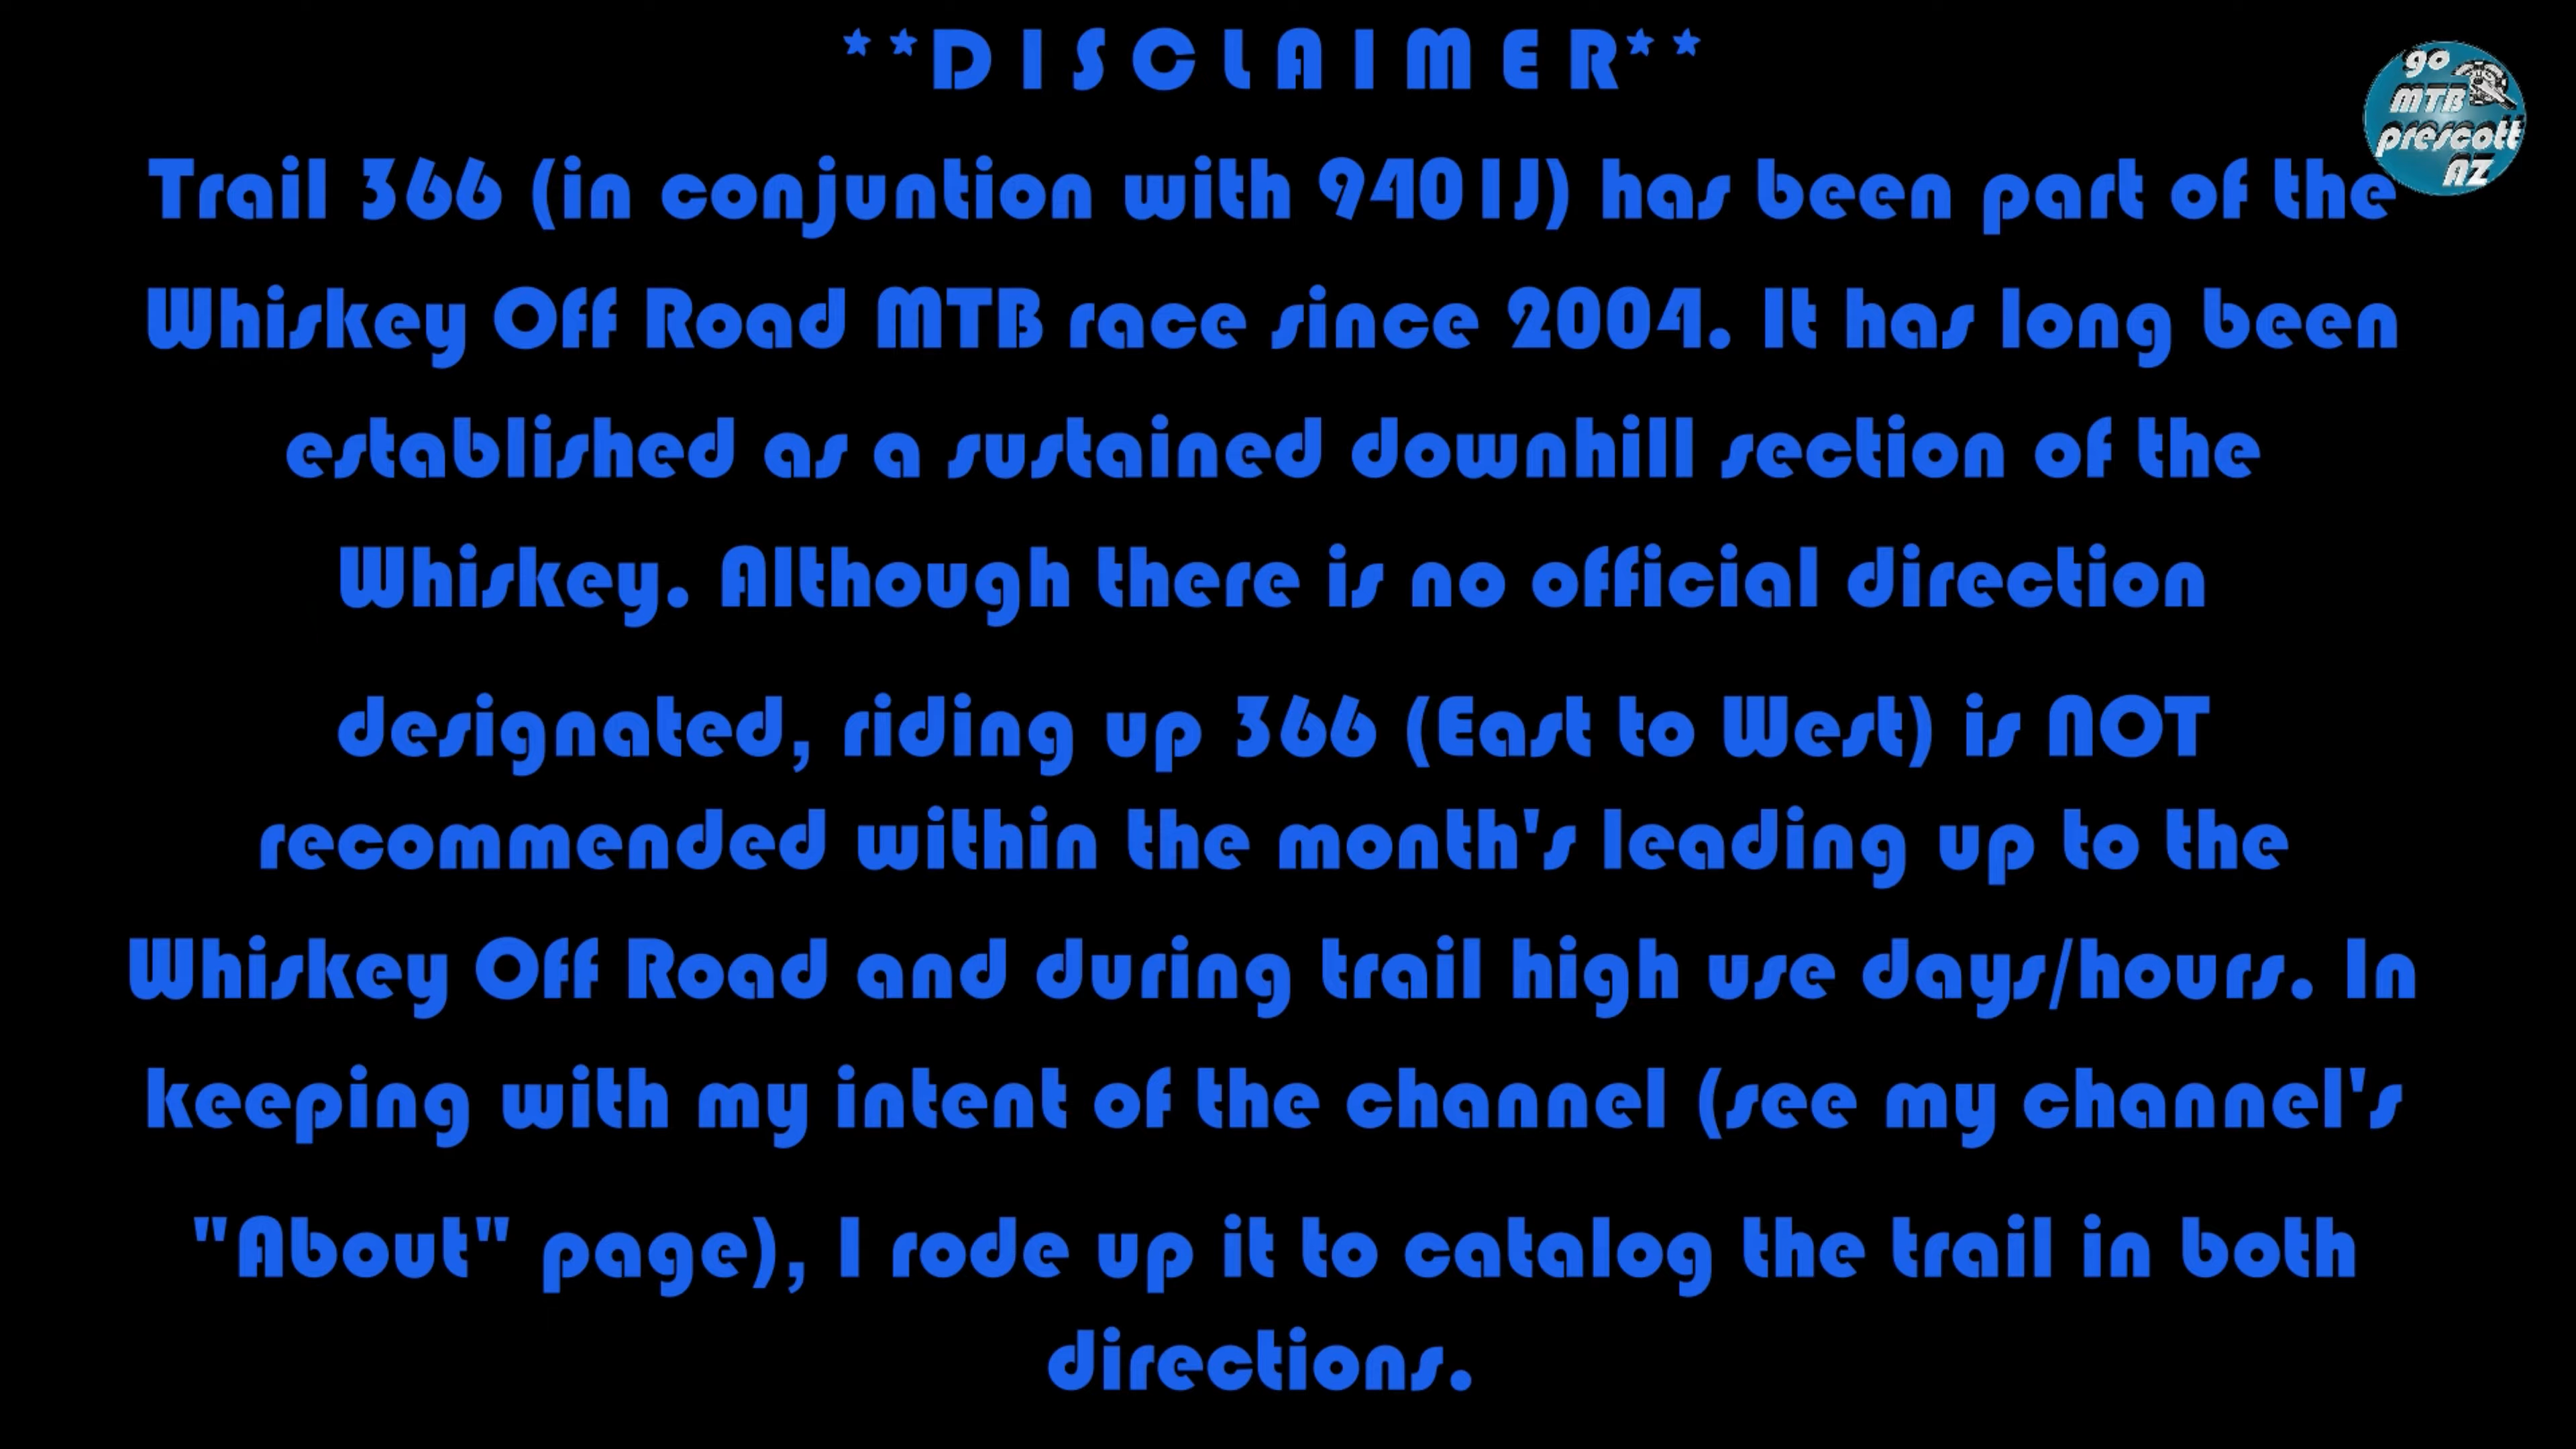 **DISCLAIMER**
go
MTB
prescott
AZ
Trail 366 (in conjuntion with 9401J) has been part of the
Whiskey Off Road MTB race since 2004. It has long been
established as a sustained downhill section of the
Whiskey. Although there is no official direction
designated, riding up 366 (East to West) is NOT
recommended within the month's leading up to the
Whiskey Off Road and during trail high use days/hours. In
keeping with my intent of the channel (see my channel's
"About" page), I rode up it to catalog the trail in both
directions.